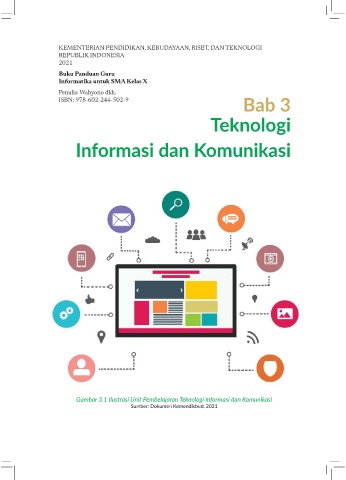 KEMENTERIAN PENDIDIKAN, KEBUDAYAAN, RISET, DAN TEKNOLOGI
REPUBLIK INDONESIA
2021
Buku Panduan Guru
Informatika untuk SMA Kelas X
Penulis: Wahyono dkk.
ISBN: 978-602-244-502-9
Bab 3
Teknologi
Informasi dan Komunikasi
Gambar 3.1 Ilustrasi Unit Pembelajaran Teknologi Informasi dan Komunikasi
Sumber: Dokumen Kemendikbud, 2021